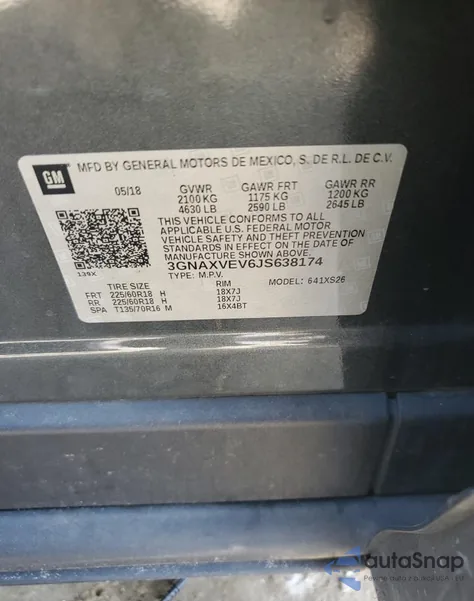 GM
MFD BY GENERAL MOTORS DE MEXICO, S. DE R.L. DE C.V.
05/18 GVWR GAWR FRT GAWR RR
2100 KG 1175 KG 1200 KG
4630 LB 2590 LB 2645 LB
THIS VEHICLE CONFORMS TO ALL
APPLICABLE U.S. FEDERAL MOTOR
VEHICLE SAFETY AND THEFT PREVENTION
STANDARDS IN EFFECT ON THE DATE OF
MANUFACTURE SHOWN ABOVE.
3GNAXVEV6JS638174
139X
TYPE: M.P.V. MODEL: 641XS26
TIRE SIZE RIM
FRT 225/60R18 H 18X7J
RR 225/60R18 H 18X7J
SPA T135/70R16 M 16X4BT
autaSnap